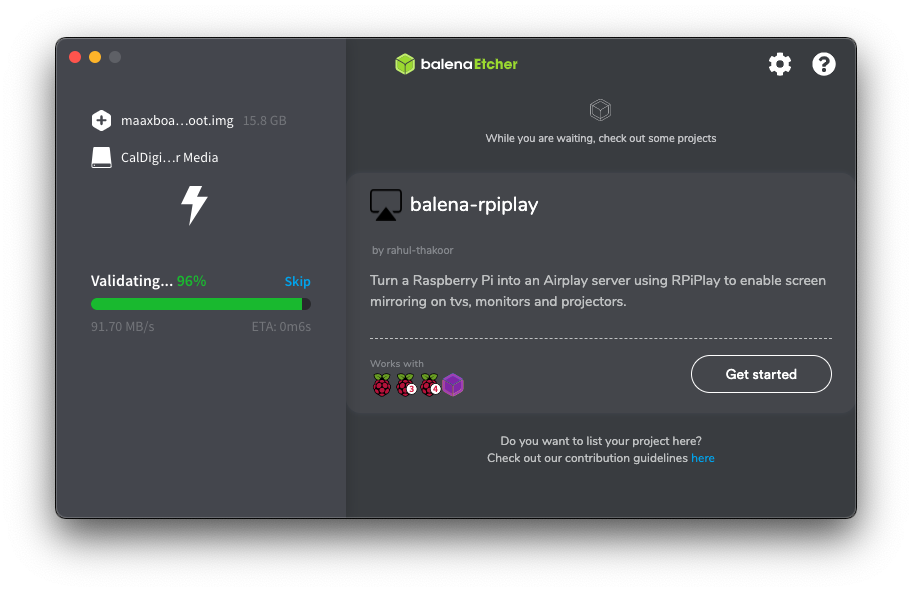 balenaEtcher
maaxboa...oot.img 15.8 GB
CalDigi...r Media
Validating... 96% Skip
91.70 MB/s ETA: 0m6s
While you are waiting, check out some projects
balena-rpiplay
by rahul-thakoor
Turn a Raspberry Pi into an Airplay server using RPiPlay to enable screen
mirroring on tvs, monitors and projectors.
Works with
3 4
Get started
Do you want to list your project here?
Check out our contribution guidelines here